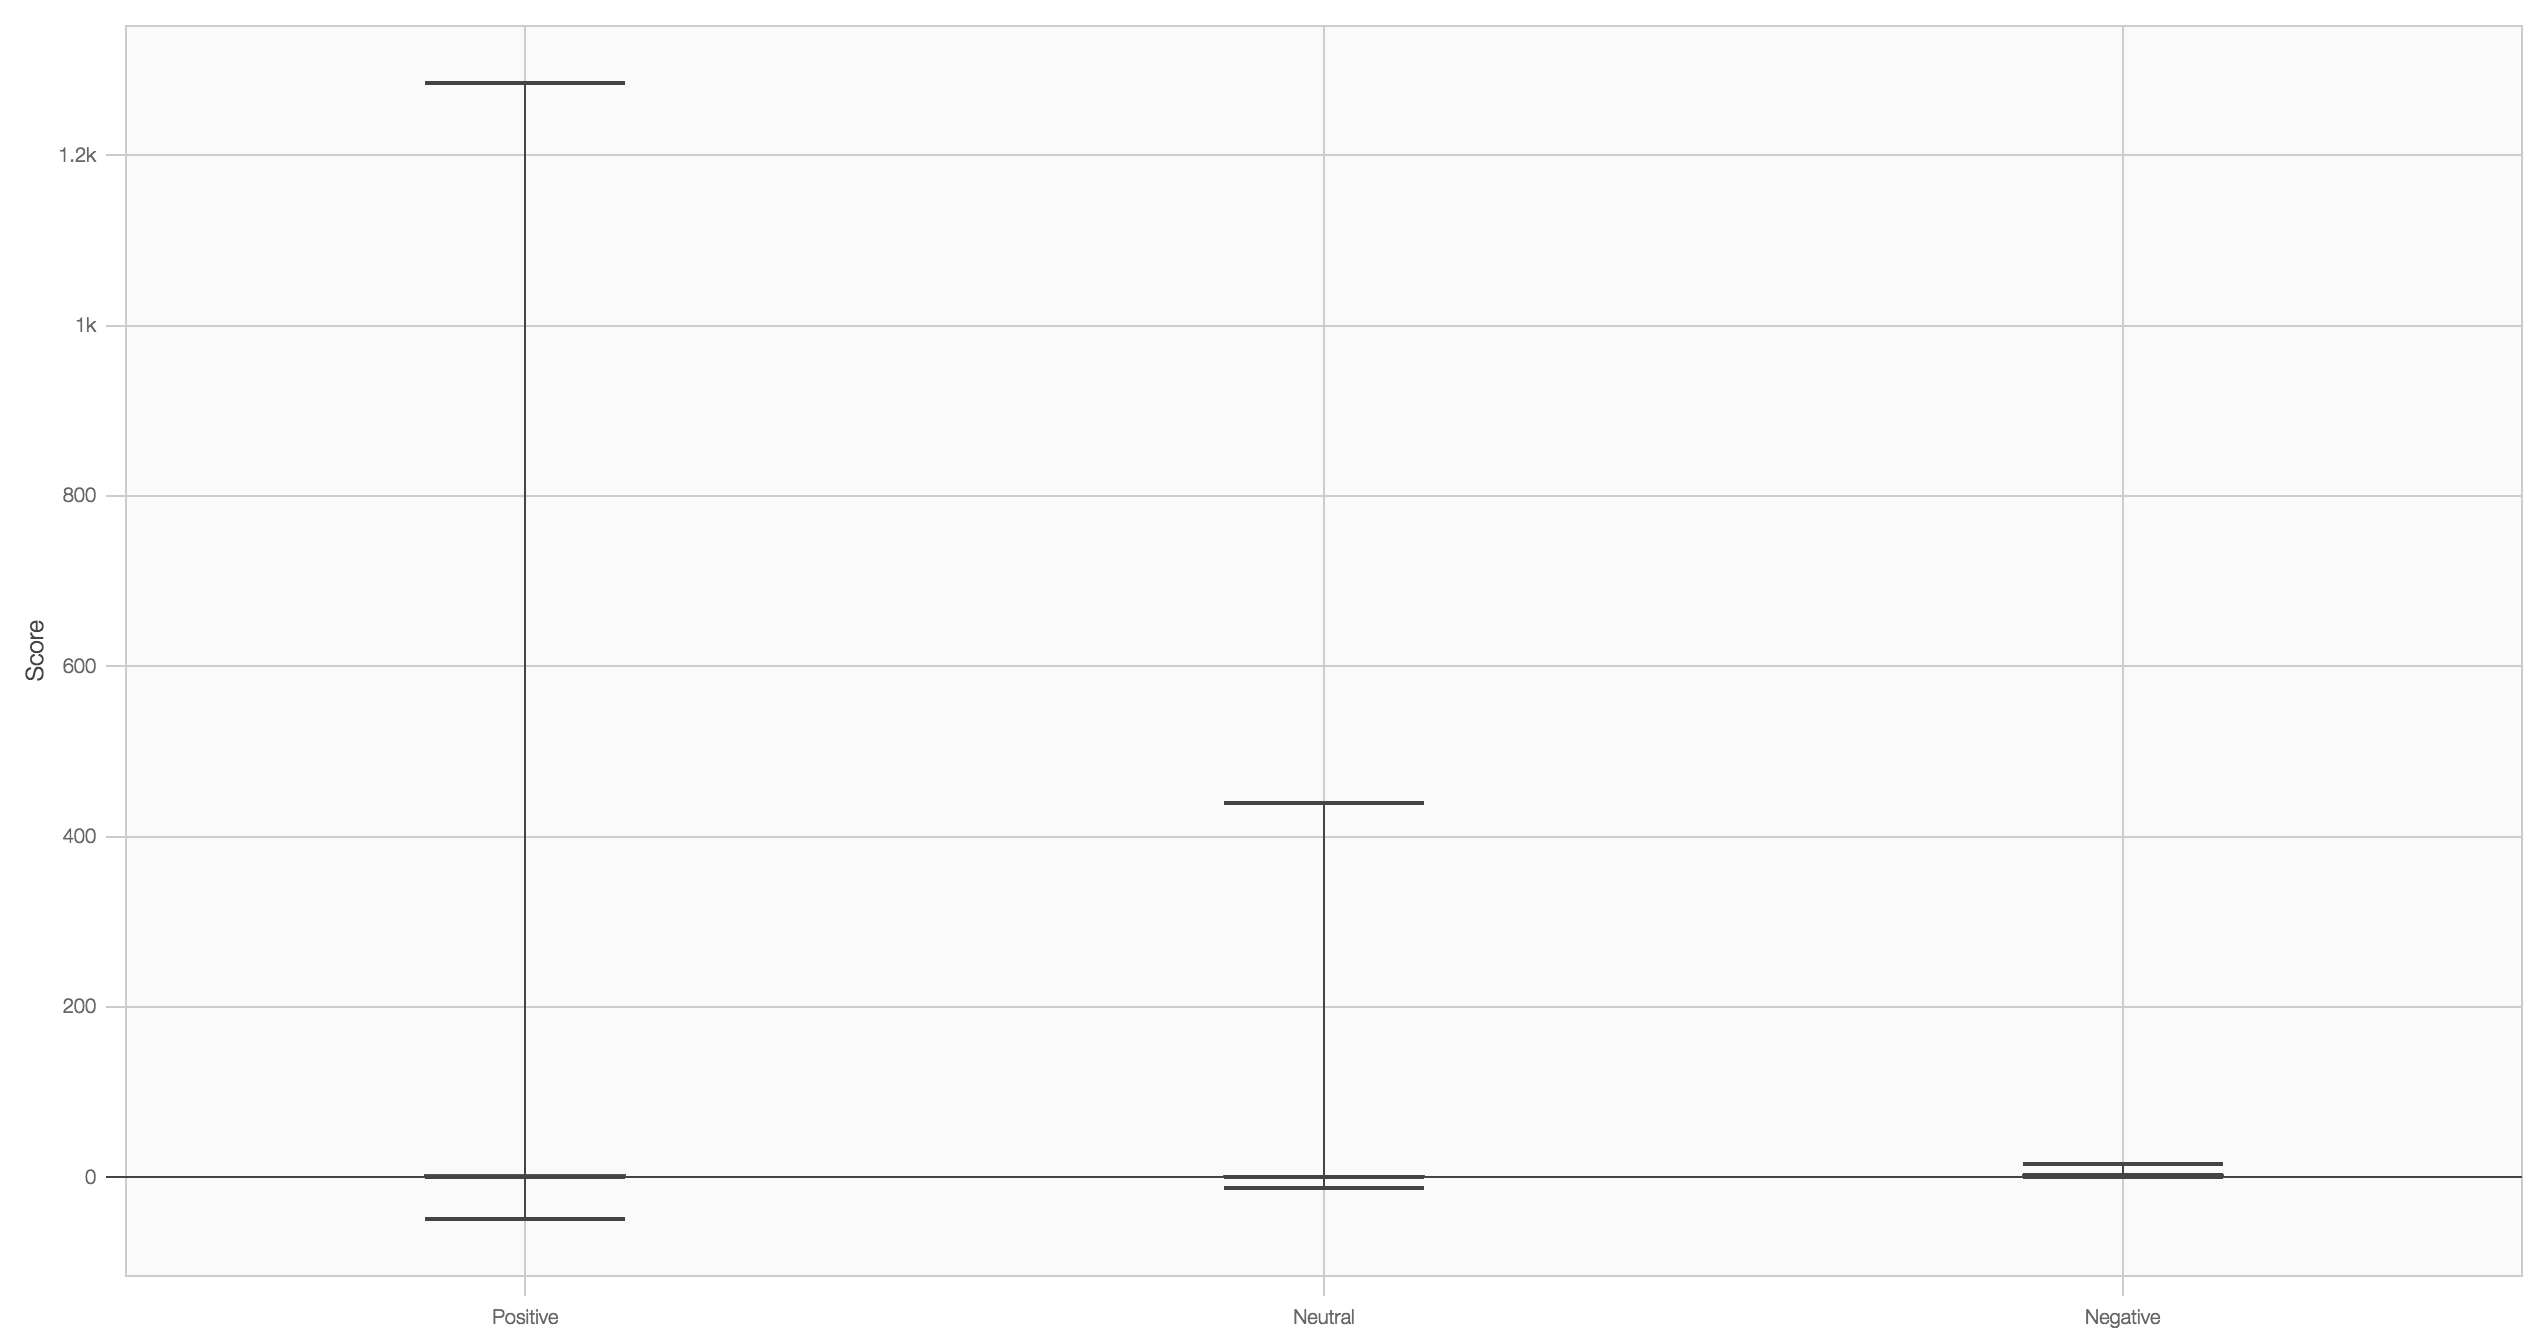 1.2k
1k
800
600
400
200
0
Score
Positive
Neutral
Negative